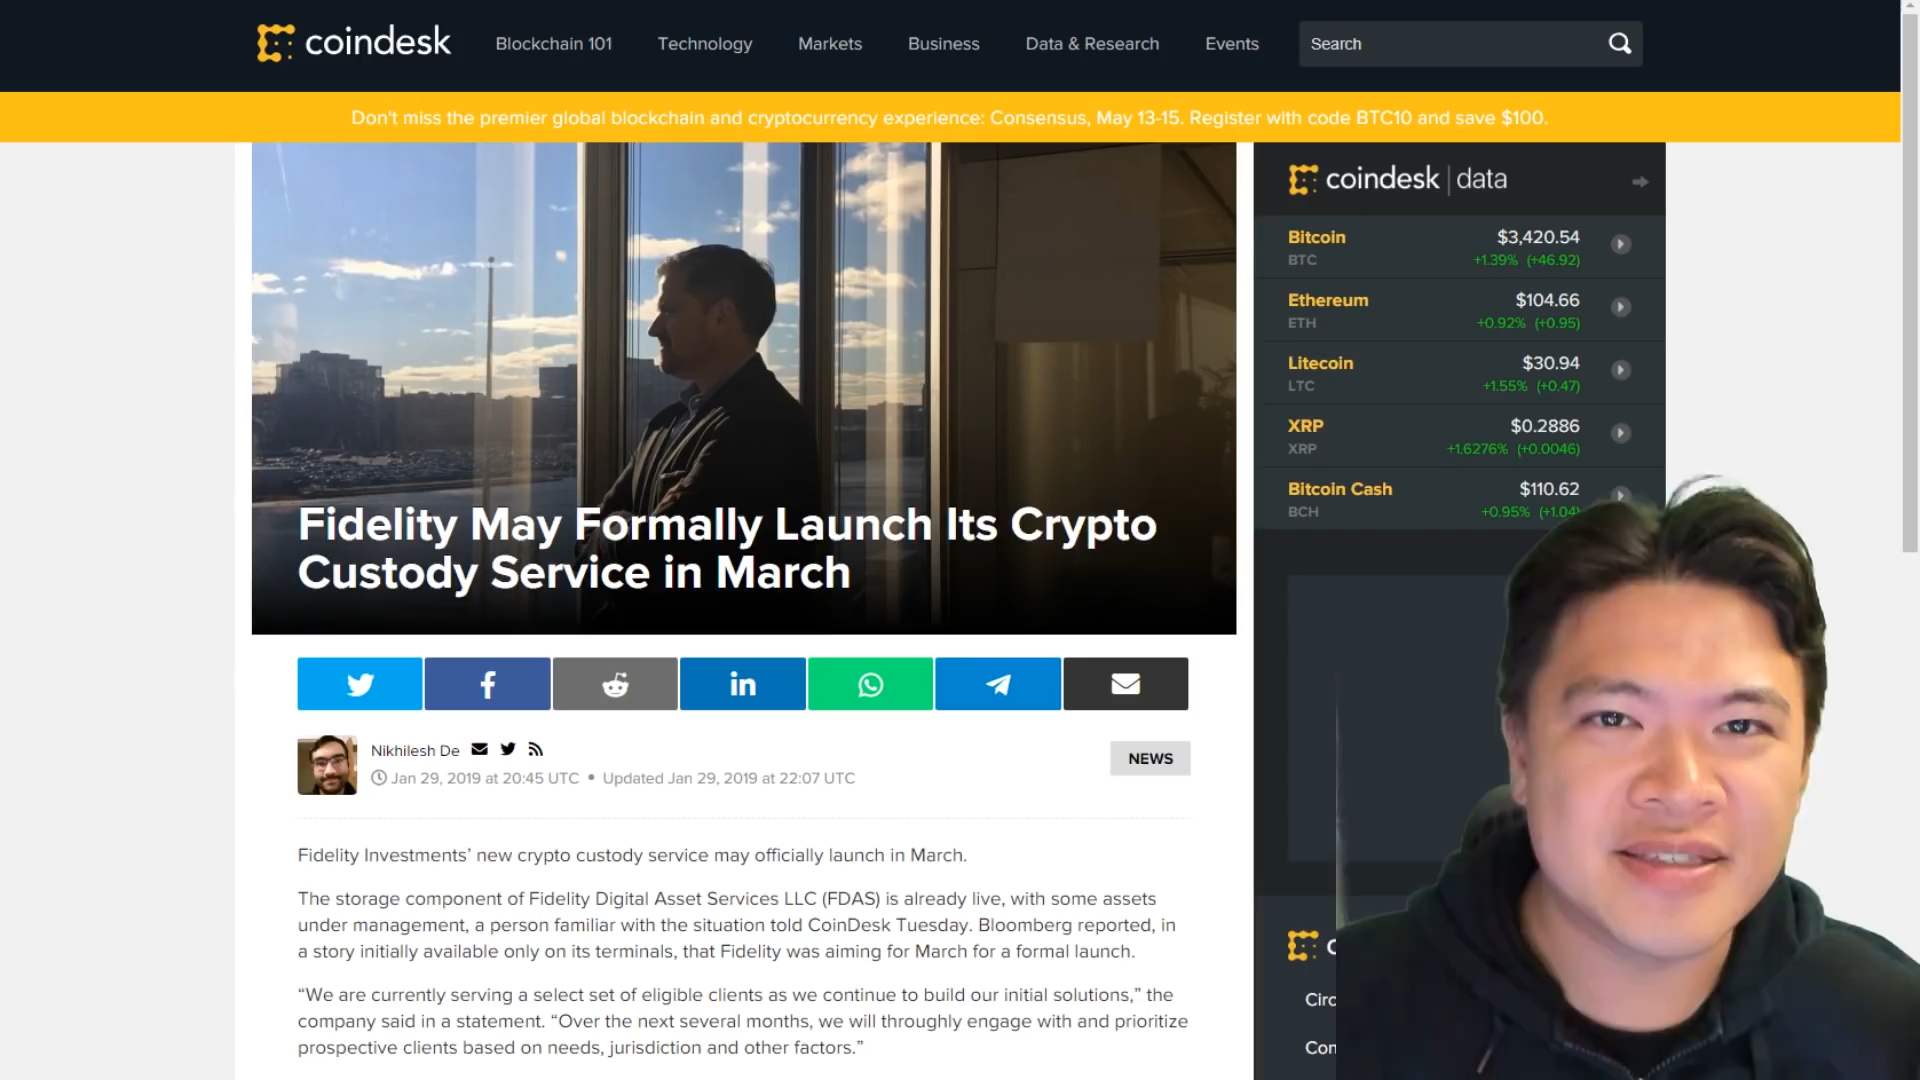 coindesk
Blockchain 101
Technology
Markets
Business
Data & Research
Events
Search
Don't miss the premier global blockchain and cryptocurrency experience: Consensus, May 13-15. Register with code BTC10 and save $100.
Fidelity May Formally Launch Its Crypto
Custody Service in March
Nikhilesh De
Jan 29, 2019 at 20:45 UTC • Updated Jan 29, 2019 at 22:07 UTC
NEWS
Fidelity Investments’ new crypto custody service may officially launch in March.
The storage component of Fidelity Digital Asset Services LLC (FDAS) is already live, with some assets
under management, a person familiar with the situation told CoinDesk Tuesday. Bloomberg reported, in
a story initially available only on its terminals, that Fidelity was aiming for March for a formal launch.
“We are currently serving a select set of eligible clients as we continue to build our initial solutions,” the
company said in a statement. “Over the next several months, we will throughly engage with and prioritize
prospective clients based on needs, jurisdiction and other factors.”
coindesk | data
Bitcoin $3,420.54
BTC +1.39% (+46.92)
Ethereum $104.66
ETH +0.92% (+0.95)
Litecoin $30.94
LTC +1.55% (+0.47)
XRP $0.2886
XRP +1.6276% (+0.0046)
Bitcoin Cash $110.62
BCH +0.95% (+1.04)
Circ
Con